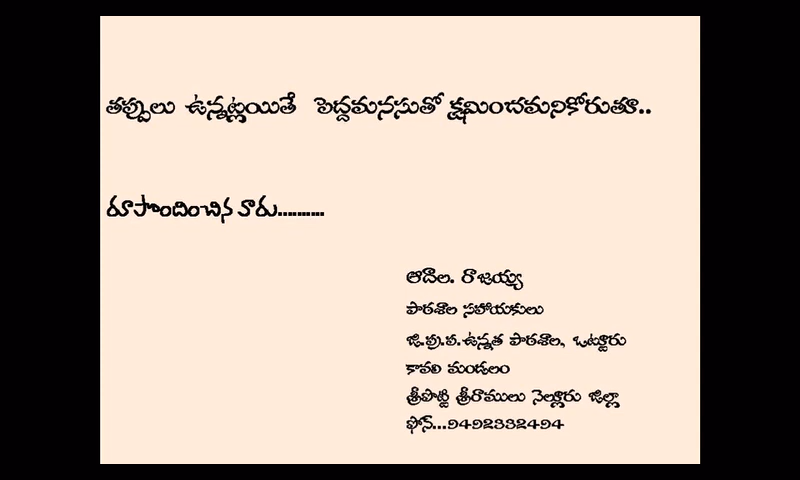 తప్పులు ఉన్నట్లయితే పెద్దమనసుతో క్షమించమనికోరుతూ..
రూపొందించిన వారు..........
ఆదాల. రాజయ్య
పాఠశాల సహాయకులు
జి.ప్ర.ప.ఉన్నత పాఠశాల, ఒట్టూరు
కావలి మండలం
శ్రీపొట్టి శ్రీరాములు నెల్లూరు జిల్లా
ఫోన్...9492332494